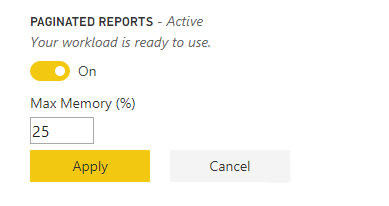 PAGINATED REPORTS - Active
Your workload is ready to use.
On
Max Memory (%)
25
Apply Cancel